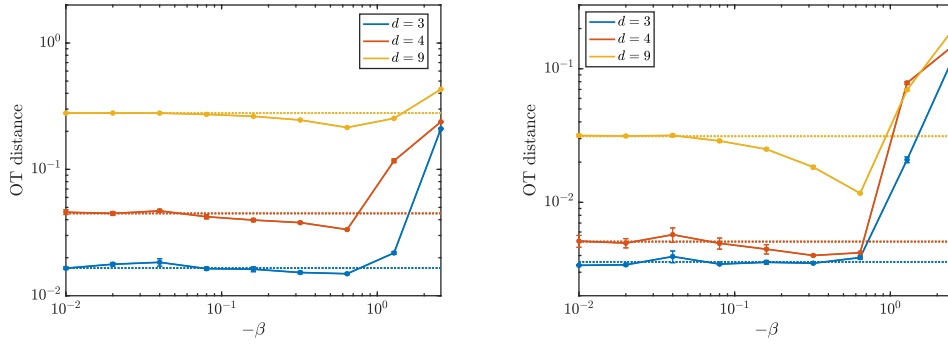 OT distance
10^0
10^{-1}
10^{-2}
10^{-2}
10^{-1}
10^0
−β
d = 3
d = 4
d = 9
OT distance
10^{-1}
10^{-2}
10^{-2}
10^{-1}
10^0
−β
d = 3
d = 4
d = 9